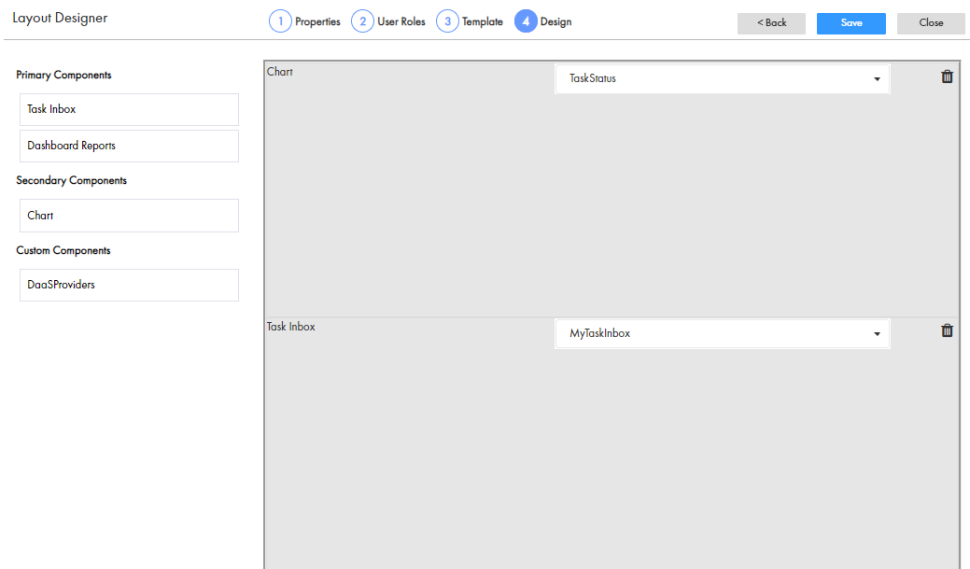 Layout Designer
1 Properties 2 User Roles 3 Template 4 Design
< Back Save Close
Primary Components
Task Inbox
Dashboard Reports
Secondary Components
Chart
Custom Components
DaaSProviders
Chart TaskStatus
Task Inbox MyTaskInbox